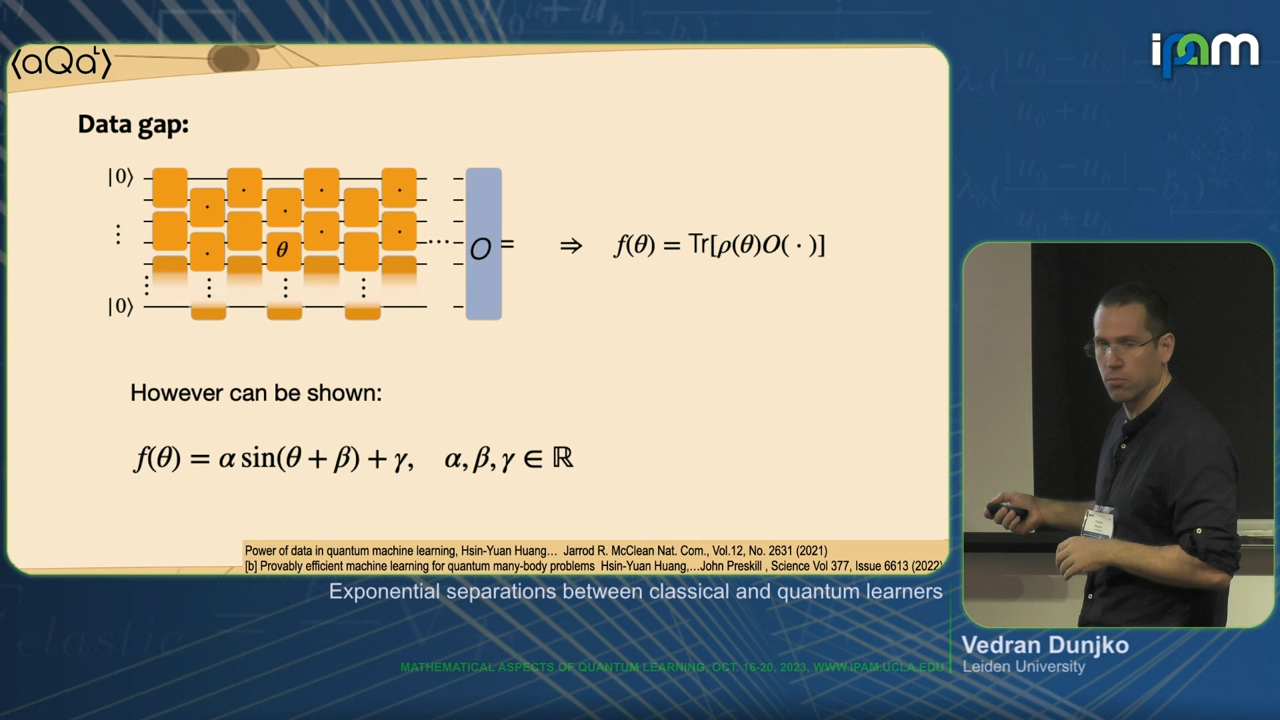 ⟨aQaᴸ⟩
ipam
Data gap:
|0⟩
θ
O
=
⇒ f(θ) = Tr[ρ(θ)O( · )]
|0⟩
However can be shown:
f(θ) = α sin(θ + β) + γ, α, β, γ ∈ ℝ
Power of data in quantum machine learning, Hsin-Yuan Huang… Jarrod R. McClean Nat. Com., Vol.12, No. 2631 (2021)
[b] Provably efficient machine learning for quantum many-body problems Hsin-Yuan Huang,...John Preskill , Science Vol 377, Issue 6613 (2022)
Exponential separations between classical and quantum learners
Vedran Dunjko
Leiden University
MATHEMATICAL ASPECTS OF QUANTUM LEARNING, OCT. 16-20, 2023, WWW.IPAM.UCLA.EDU